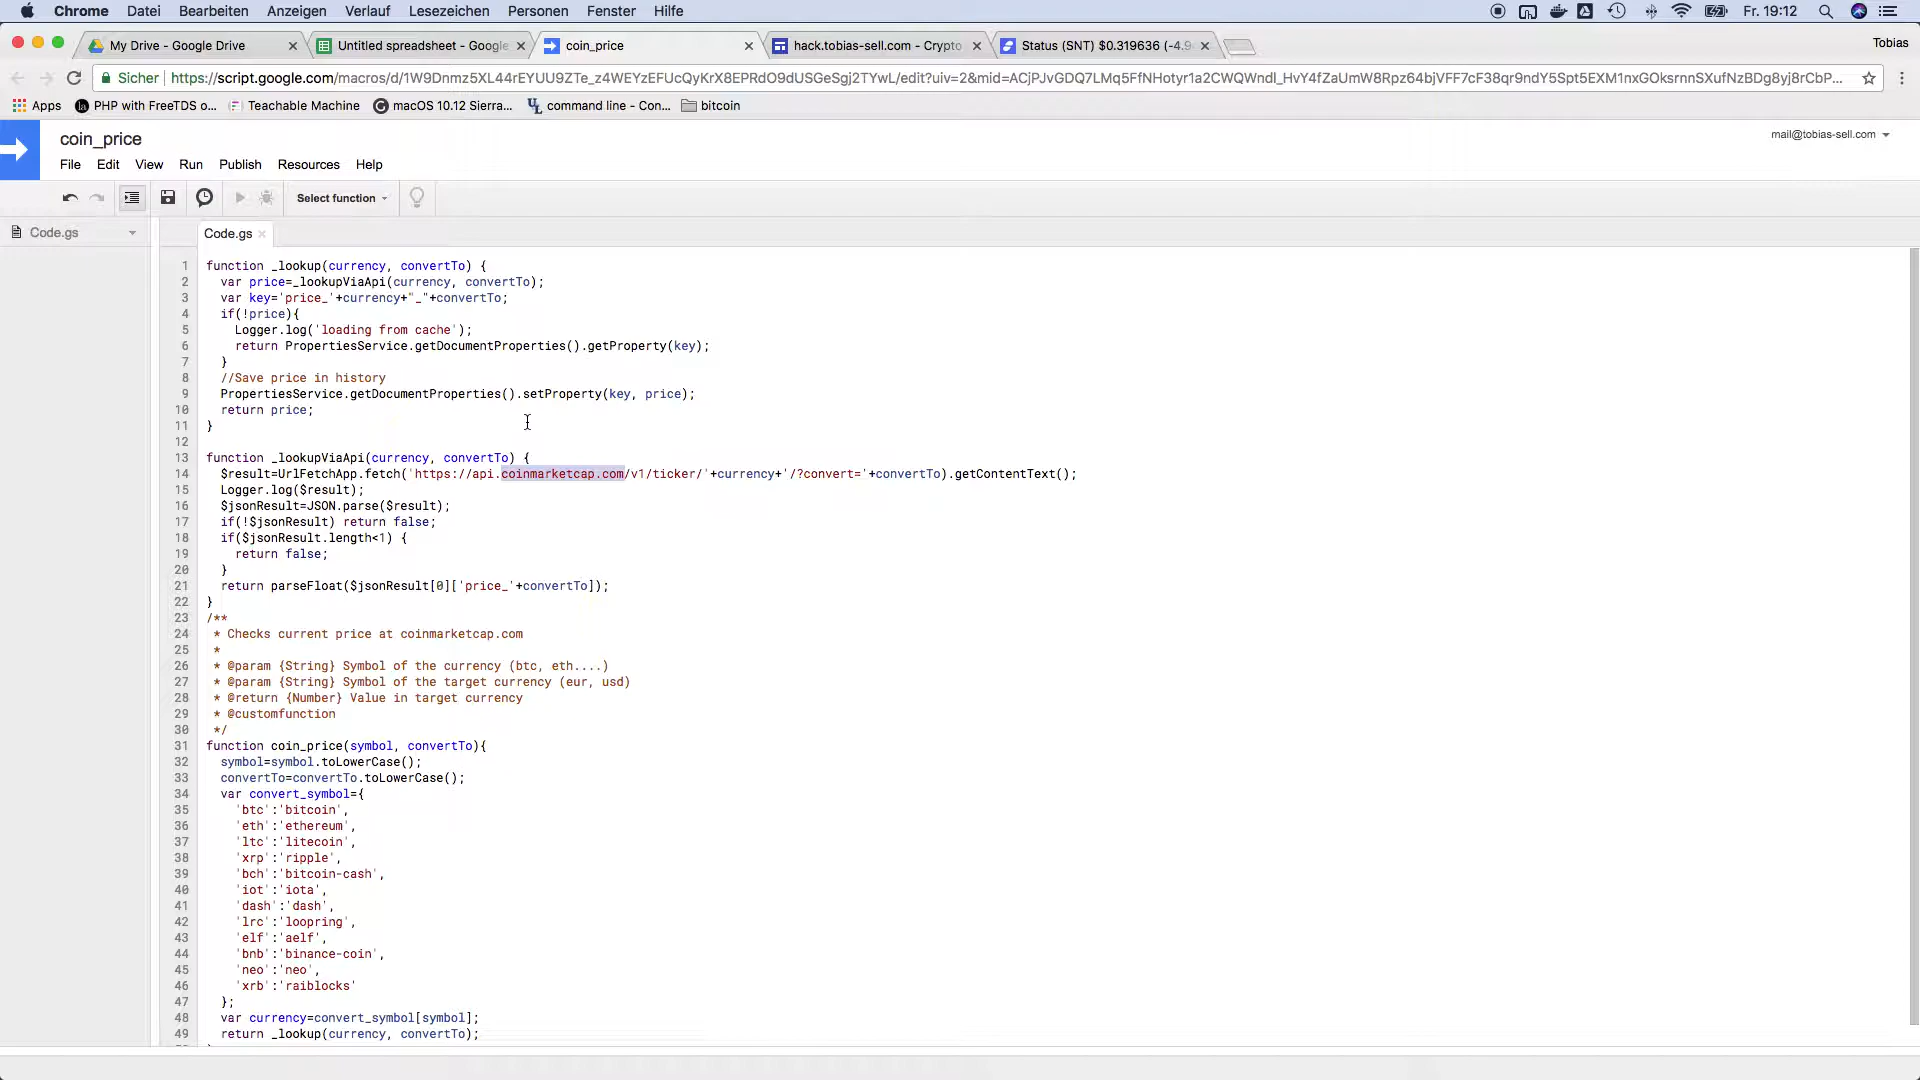 Chrome Datei Bearbeiten Anzeigen Verlauf Lesezeichen Personen Fenster Hilfe Fr. 19:12
My Drive - Google Drive
Untitled spreadsheet - Google
coin_price
hack.tobias-sell.com - Crypto
Status (SNT) $0.319636 (-4.9
Tobias
Sicher https://script.google.com/macros/d/1W9Dnmz5XL44rEYUU9ZTe_z4WEYzEFUcQyKrX8EPRdO9dUSGeSgj2TYwL/edit?uiv=2&mid=ACjPJvGDQ7LMq5FfNHotyr1a2CWQWndl_HvY4fZaUmW8Rpz64bjVFF7cF38qr9ndY5Spt5EXM1nxGOksrnnSXufNzBDg8yj8rCbP...
Apps PHP with FreeTDS o... Teachable Machine macOS 10.12 Sierra... command line - Con... bitcoin
coin_price
mail@tobias-sell.com
File Edit View Run Publish Resources Help
Select function
Code.gs
Code.gs
1 function _lookup(currency, convertTo) {
2 var price=_lookupViaApi(currency, convertTo);
3 var key='price_'+currency+"_"+convertTo;
4 if(!price){
5 Logger.log('loading from cache');
6 return PropertiesService.getDocumentProperties().getProperty(key);
7 }
8 //Save price in history
9 PropertiesService.getDocumentProperties().setProperty(key, price);
10 return price;
11 }
12
13 function _lookupViaApi(currency, convertTo) {
14 $result=UrlFetchApp.fetch('https://api.coinmarketcap.com/v1/ticker/'+currency+'/?convert='+convertTo).getContentText();
15 Logger.log($result);
16 $jsonResult=JSON.parse($result);
17 if(!$jsonResult) return false;
18 if($jsonResult.length<1) {
19 return false;
20 }
21 return parseFloat($jsonResult[0]['price_'+convertTo]);
22 }
23 /**
24 * Checks current price at coinmarketcap.com
25 *
26 * @param {String} Symbol of the currency (btc, eth....)
27 * @param {String} Symbol of the target currency (eur, usd)
28 * @return {Number} Value in target currency
29 * @customfunction
30 */
31 function coin_price(symbol, convertTo){
32 symbol=symbol.toLowerCase();
33 convertTo=convertTo.toLowerCase();
34 var convert_symbol={
35 'btc':'bitcoin',
36 'eth':'ethereum',
37 'ltc':'litecoin',
38 'xrp':'ripple',
39 'bch':'bitcoin-cash',
40 'iot':'iota',
41 'dash':'dash',
42 'lrc':'loopring',
43 'elf':'aelf',
44 'bnb':'binance-coin',
45 'neo':'neo',
46 'xrb':'raiblocks'
47 };
48 var currency=convert_symbol[symbol];
49 return _lookup(currency, convertTo);